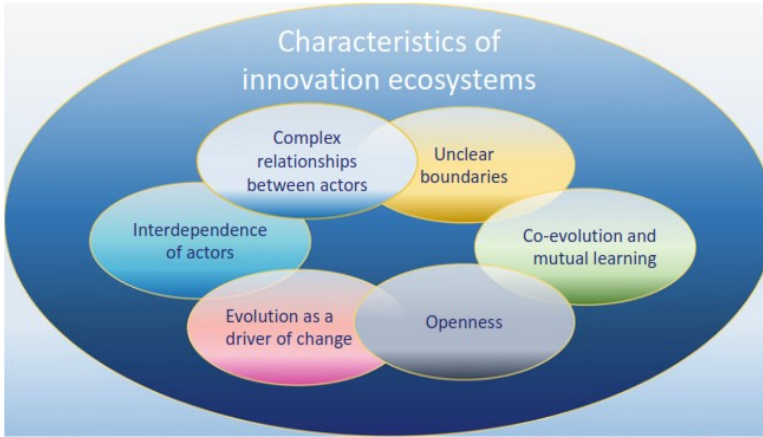 Characteristics of
innovation ecosystems
Complex
relationships
between actors
Unclear
boundaries
Interdependence
of actors
Co-evolution and
mutual learning
Evolution as a
driver of change
Openness